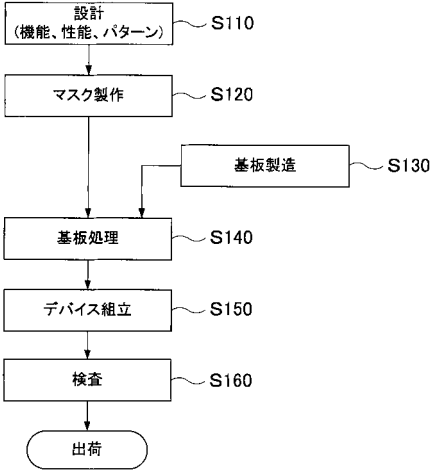 設計
(機能、性能、パターン)
S110
マスク製作
S120
基板製造
S130
基板処理
S140
デバイス組立
S150
検査
S160
出荷